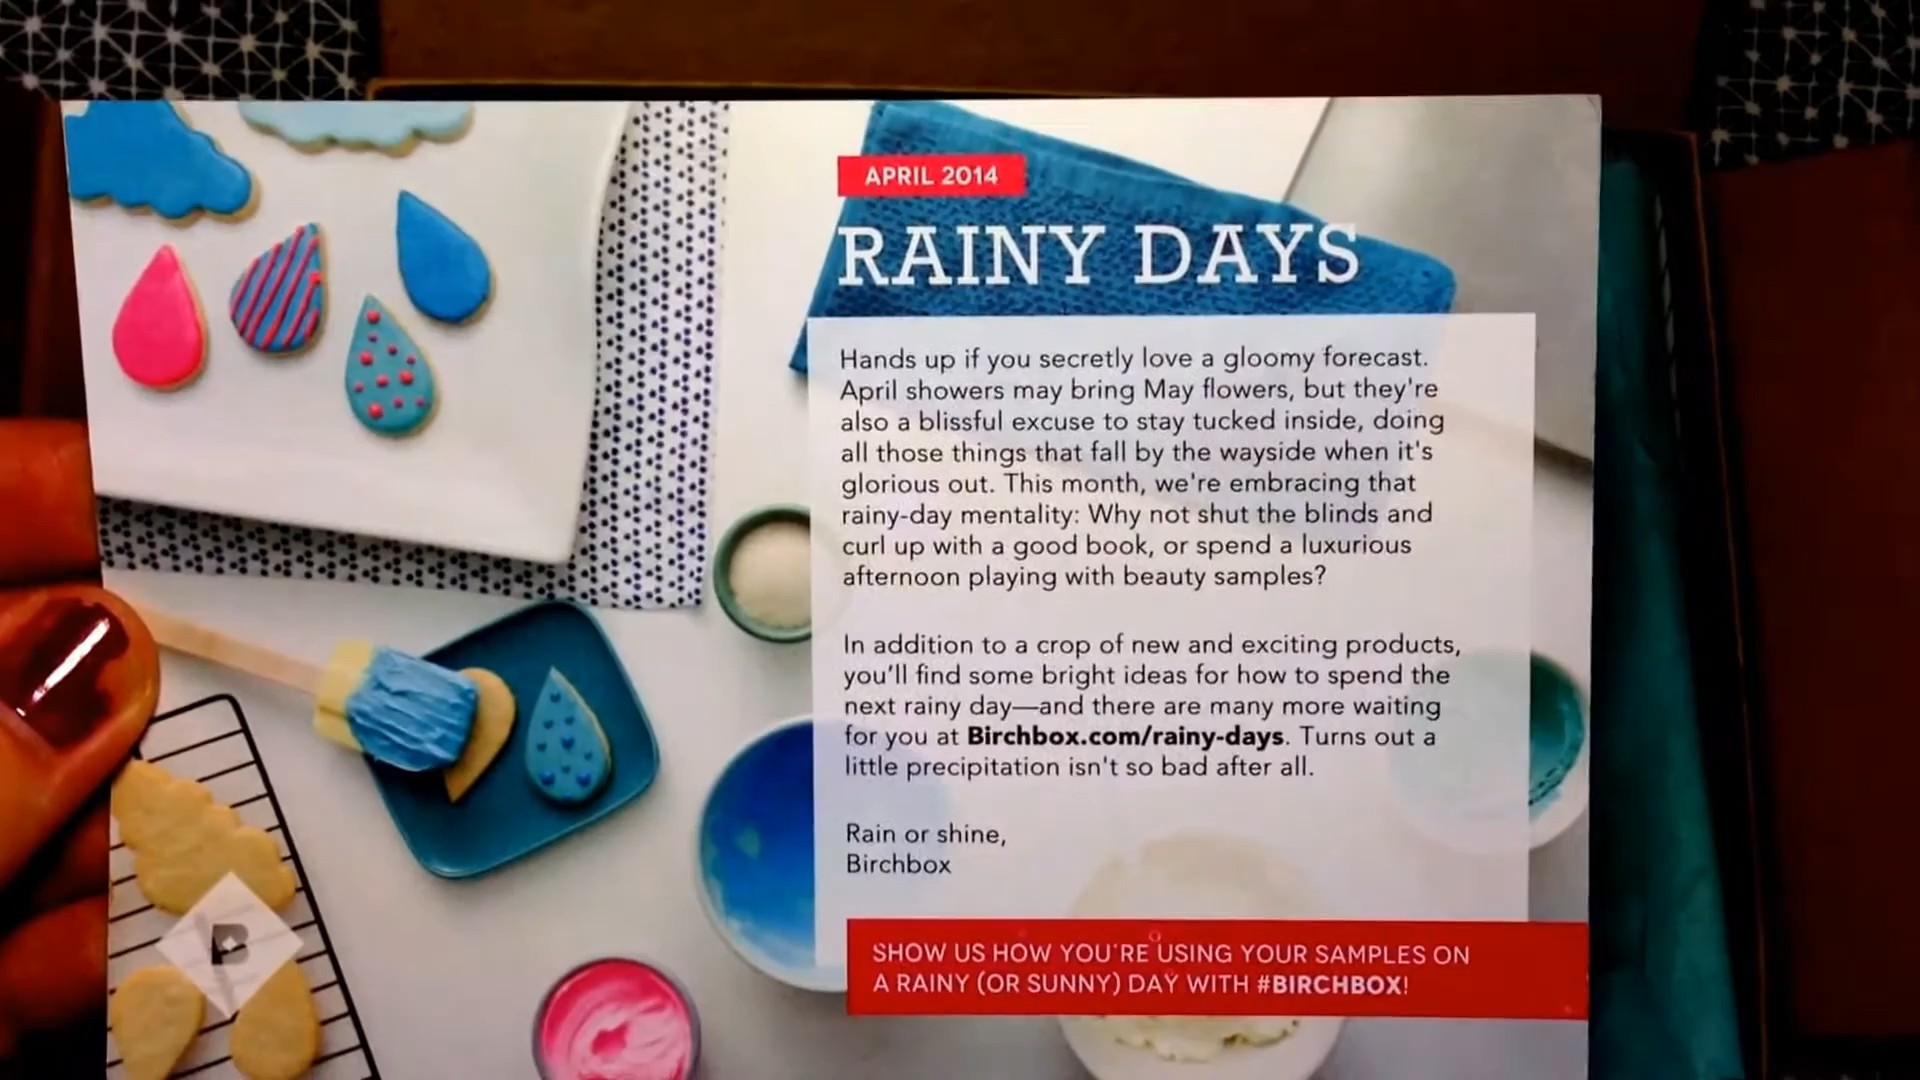 APRIL 2014
RAINY DAYS
Hands up if you secretly love a gloomy forecast.
April showers may bring May flowers, but they're
also a blissful excuse to stay tucked inside, doing
all those things that fall by the wayside when it's
glorious out. This month, we're embracing that
rainy-day mentality: Why not shut the blinds and
curl up with a good book, or spend a luxurious
afternoon playing with beauty samples?
In addition to a crop of new and exciting products,
you'll find some bright ideas for how to spend the
next rainy day—and there are many more waiting
for you at Birchbox.com/rainy-days. Turns out a
little precipitation isn't so bad after all.
Rain or shine,
Birchbox
SHOW US HOW YOU'RE USING YOUR SAMPLES ON
A RAINY (OR SUNNY) DAY WITH #BIRCHBOX!
B